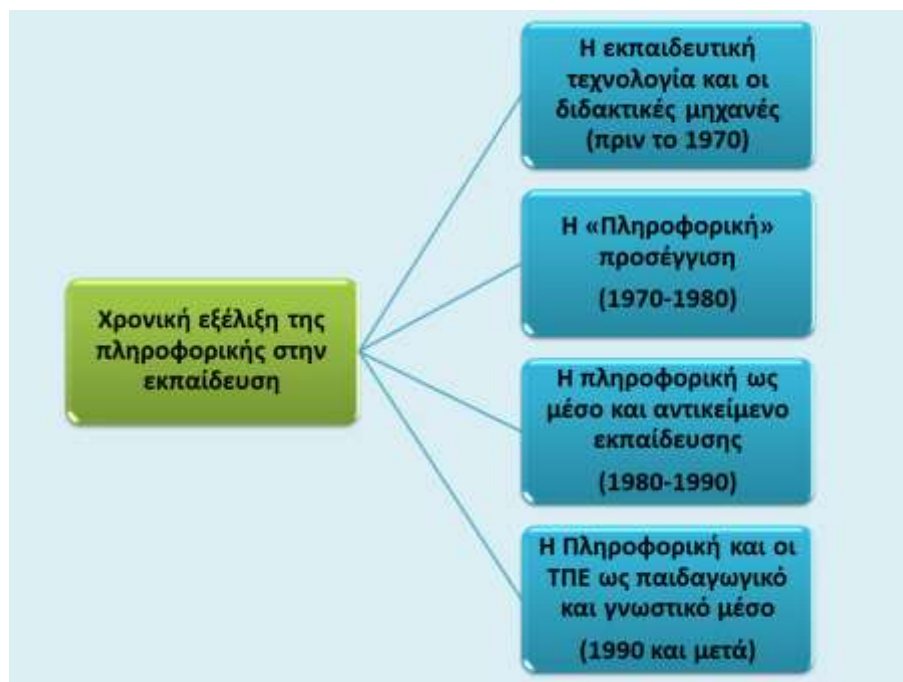 Η εκπαιδευτική
τεχνολογία και οι
διδακτικές μηχανές
(πριν το 1970)
Η «Πληροφορική»
προσέγγιση
(1970-1980)
Χρονική εξέλιξη της
πληροφορικής στην
εκπαίδευση
Η πληροφορική ως
μέσο και αντικείμενο
εκπαίδευσης
(1980-1990)
Η Πληροφορική και οι
ΤΠΕ ως παιδαγωγικό
και γνωστικό μέσο
(1990 και μετά)